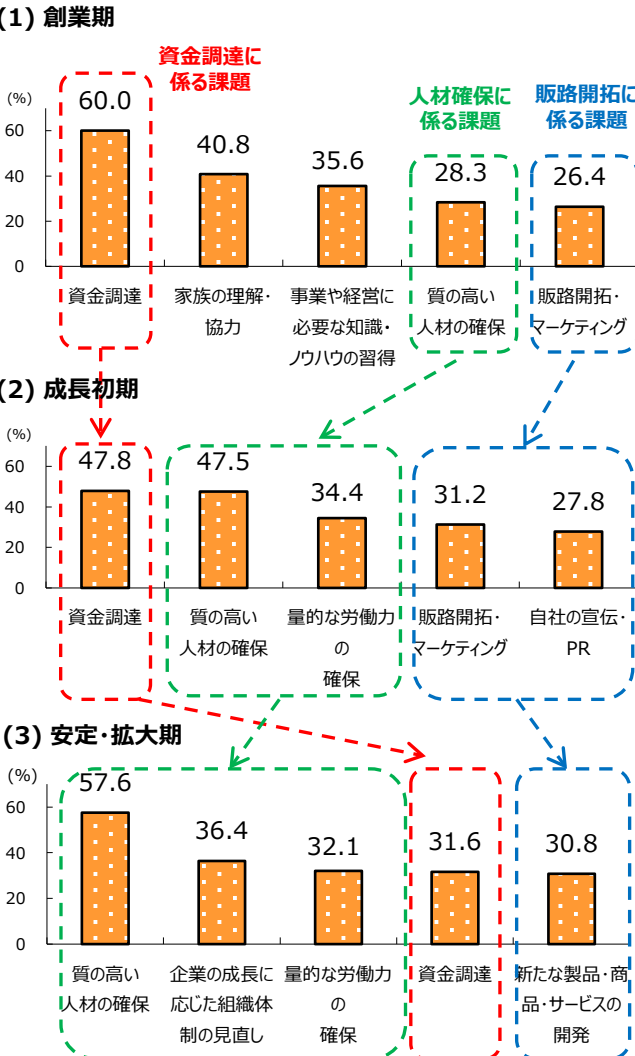 (1) 創業期
資金調達に
係る課題
人材確保に
係る課題
販路開拓に
係る課題
(%)
60
40
20
0
60.0
40.8
35.6
28.3
26.4
資金調達
家族の理解・
協力
事業や経営に
必要な知識・
ノウハウの習得
質の高い
人材の確保
販路開拓・
マーケティング
(2) 成長初期
(%)
60
40
20
0
47.8
47.5
34.4
31.2
27.8
資金調達
質の高い
人材の確保
量的な労働力
の
確保
販路開拓・
マーケティング
自社の宣伝・
PR
(3) 安定・拡大期
(%)
60
40
20
0
57.6
36.4
32.1
31.6
30.8
質の高い
人材の確保
企業の成長に
応じた組織体
制の見直し
量的な労働力
の
確保
資金調達
新たな製品・商
品・サービスの
開発